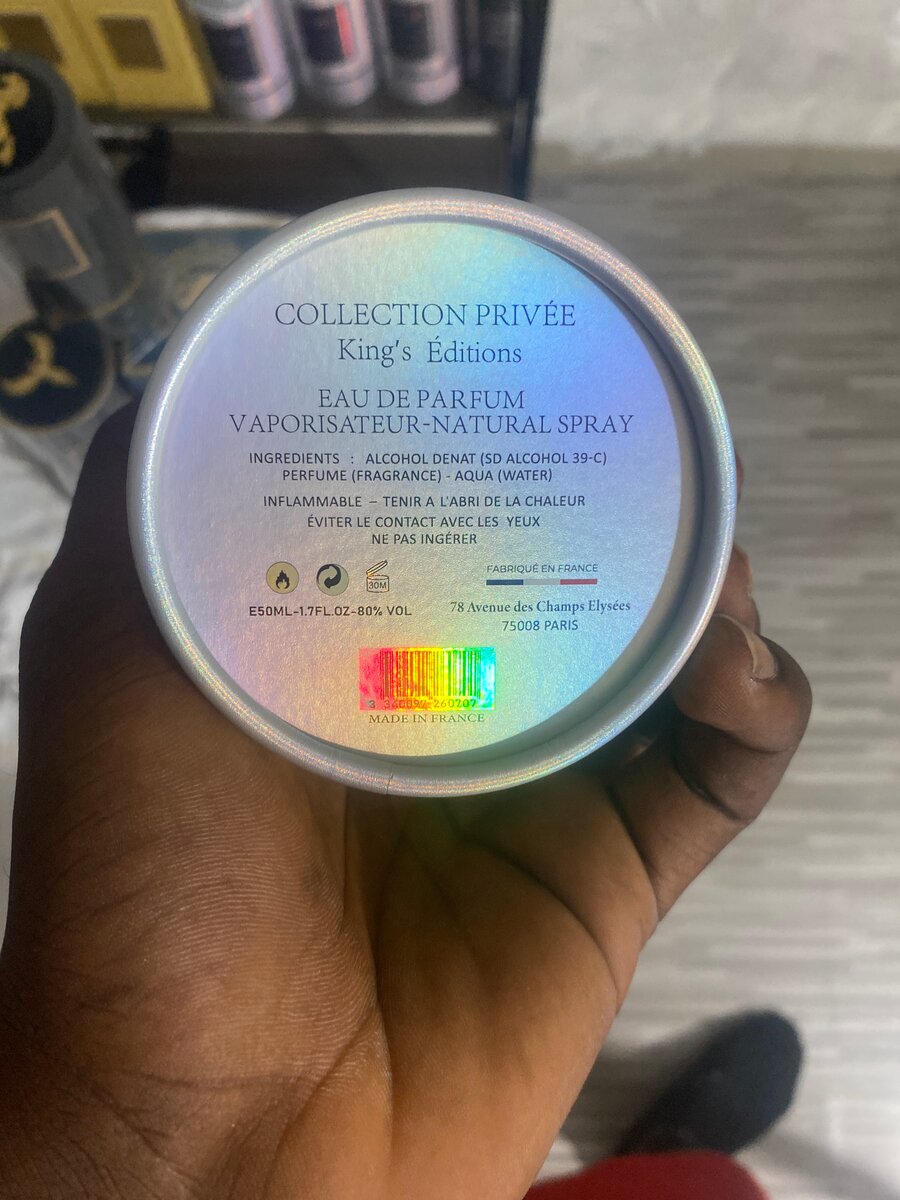 COLLECTION PRIVÉE
King's Éditions
EAU DE PARFUM
VAPORISATEUR-NATURAL SPRAY
INGREDIENTS : ALCOHOL DENAT (SD ALCOHOL 39-C)
PERFUME (FRAGRANCE) - AQUA (WATER)
INFLAMMABLE – TENIR A L'ABRI DE LA CHALEUR
ÉVITER LE CONTACT AVEC LES YEUX
NE PAS INGÉRER
30M
E50ML-1.7FL.OZ-80% VOL
FABRIQUÉ EN FRANCE
78 Avenue des Champs Elysées
75008 PARIS
MADE IN FRANCE